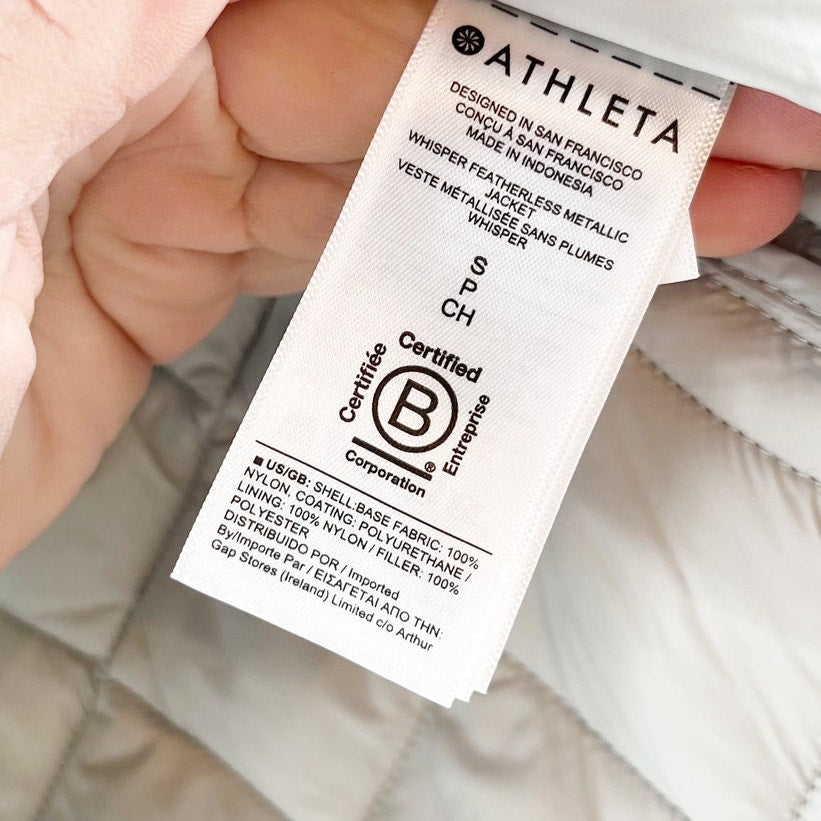 ATHLETA
DESIGNED IN SAN FRANCISCO
CONÇU À SAN FRANCISCO
MADE IN INDONESIA
WHISPER FEATHERLESS METALLIC
JACKET
VESTE MÉTALLISÉE SANS PLUMES
WHISPER
S
P
CH
Certified
Certifiée
B
Entreprise
®
Corporation
■ US/GB: SHELL:BASE FABRIC: 100%
NYLON, COATING: POLYURETHANE /
LINING: 100% NYLON / FILLER: 100%
POLYESTER
DISTRIBUIDO POR / Imported
By/Importe Par / ΕΙΣΑΓΕΤΑΙ ΑΠΟ ΤΗΝ:
Gap Stores (Ireland) Limited c/o Arthur